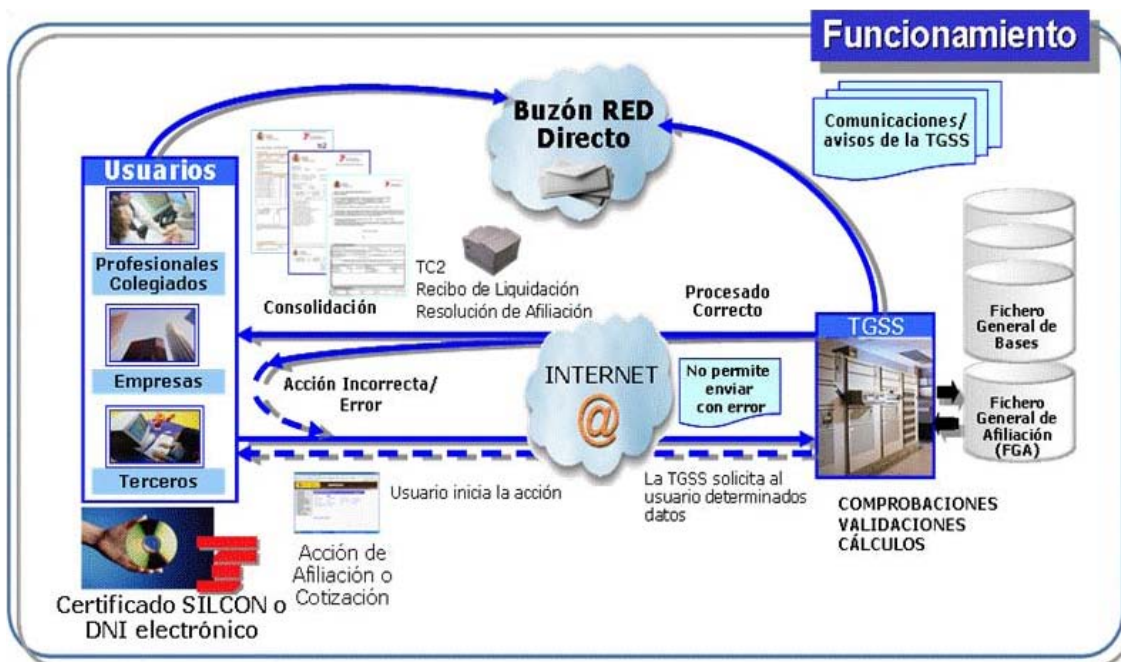 Funcionamiento
Buzón RED
Directo
Comunicaciones/
avisos de la TGSS
Usuarios
Profesionales
Colegiados
Empresas
Terceros
TC2
TC2
Recibo de Liquidación
Resolución de Afiliación
Consolidación
Procesado
Correcto
TGSS
Fichero
General de
Bases
Fichero
General de
Afiliación
(FGA)
Acción Incorrecta/
Error
INTERNET
@
No permite
enviar
con error
Usuario inicia la acción
La TGSS solicita al
usuario determinados
datos
COMPROBACIONES
VALIDACIONES
CÁLCULOS
Acción de
Afiliación o
Cotización
Certificado SILCON o
DNI electrónico